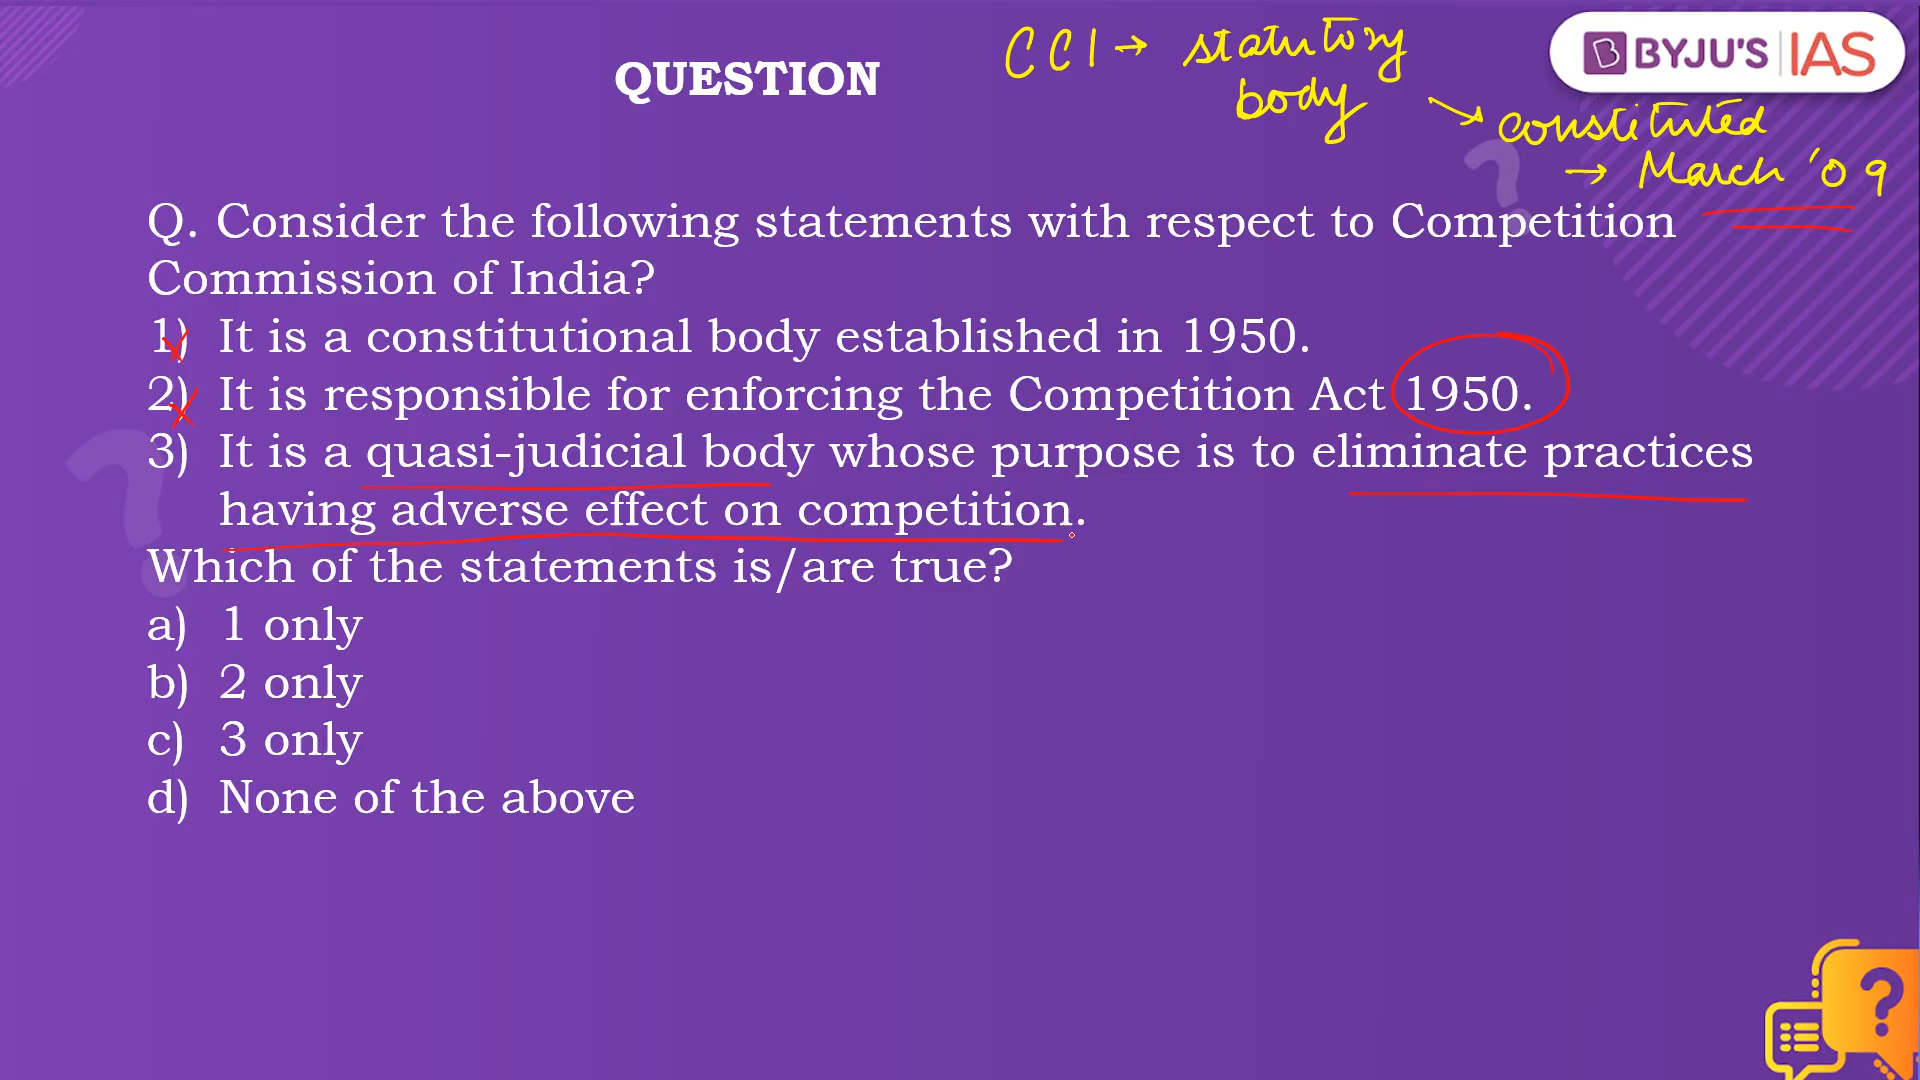 QUESTION
CCI → statutory
body
constituted
→ March '09
BYJU'S IAS
Q. Consider the following statements with respect to Competition
Commission of India?
1) It is a constitutional body established in 1950.
2) It is responsible for enforcing the Competition Act 1950.
3) It is a quasi-judicial body whose purpose is to eliminate practices
having adverse effect on competition.
Which of the statements is/are true?
a) 1 only
b) 2 only
c) 3 only
d) None of the above